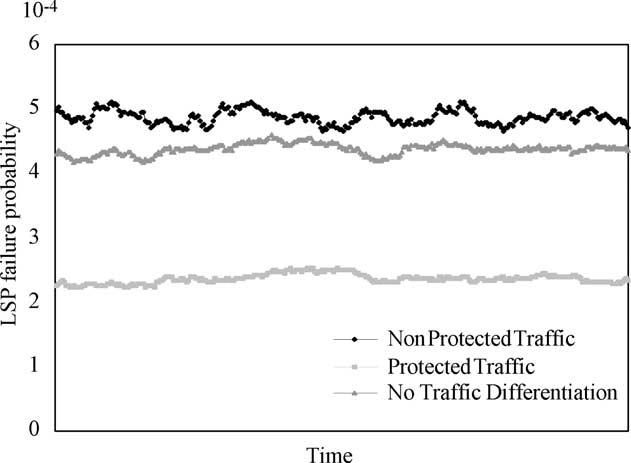 10-4
6
5
4
3
2
1
0
LSP failure probability
Non Protected Traffic
Protected Traffic
No Traffic Differentiation
Time